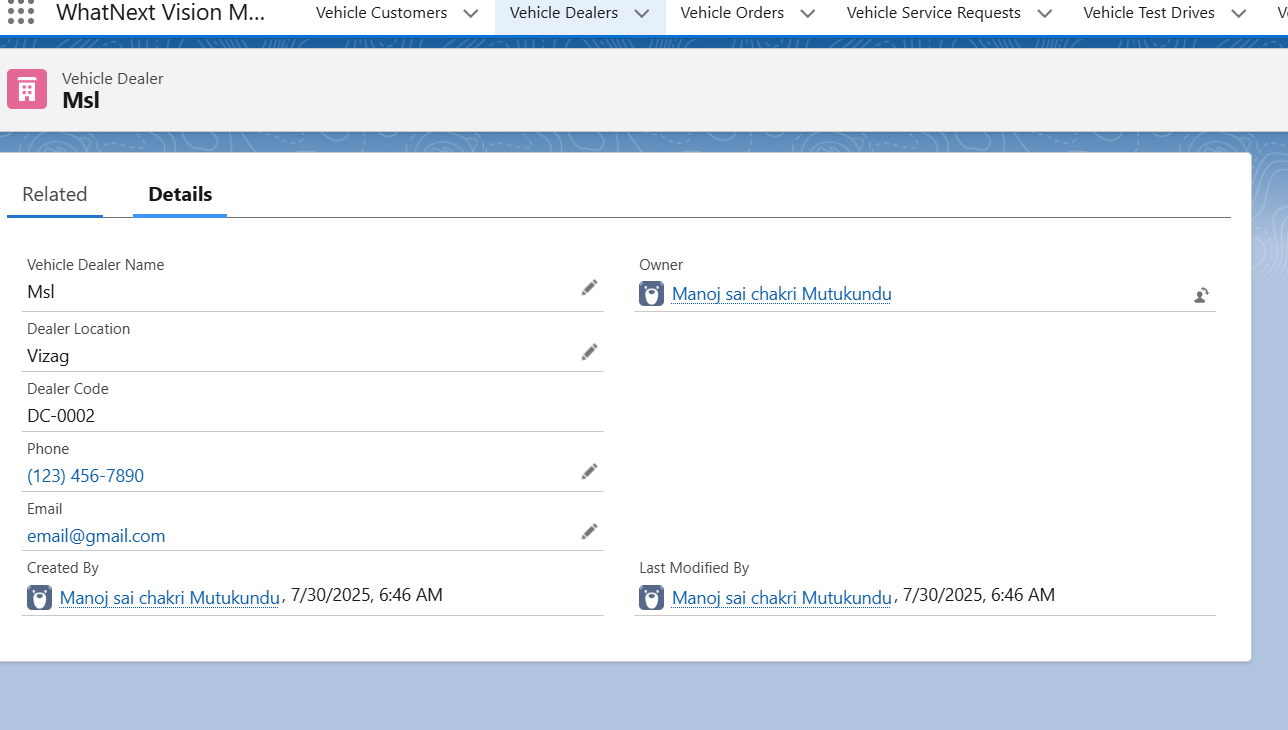 WhatNext Vision M... Vehicle Customers Vehicle Dealers Vehicle Orders Vehicle Service Requests Vehicle Test Drives
Vehicle Dealer
Msl
Related Details
Vehicle Dealer Name
Msl
Owner
Manoj sai chakri Mutukundu
Dealer Location
Vizag
Dealer Code
DC-0002
Phone
(123) 456-7890
Email
email@gmail.com
Created By
Manoj sai chakri Mutukundu, 7/30/2025, 6:46 AM
Last Modified By
Manoj sai chakri Mutukundu, 7/30/2025, 6:46 AM